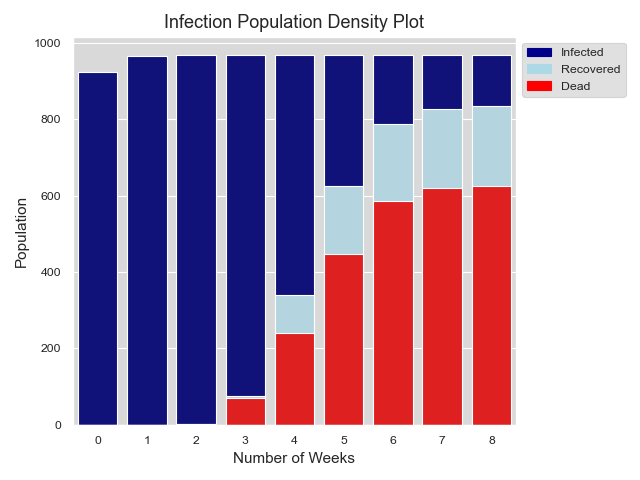 Infection Population Density Plot
Infected
Recovered
Dead
Population
1000
800
600
400
200
0
0 1 2 3 4 5 6 7 8
Number of Weeks